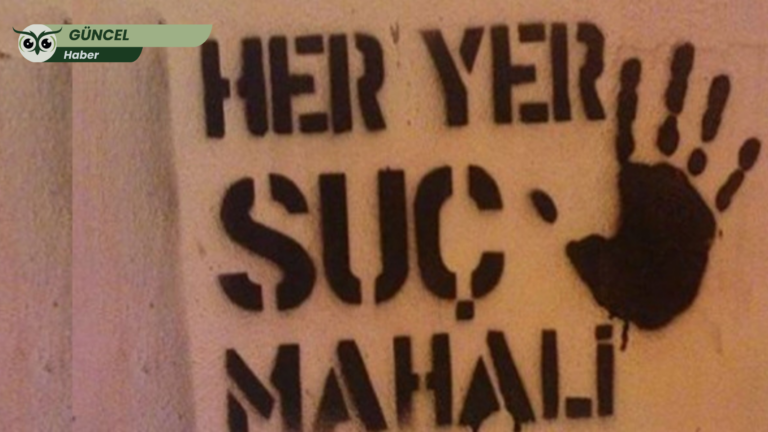 GÜNCEL
Haber
HER YER
SUÇ
MAHALİ